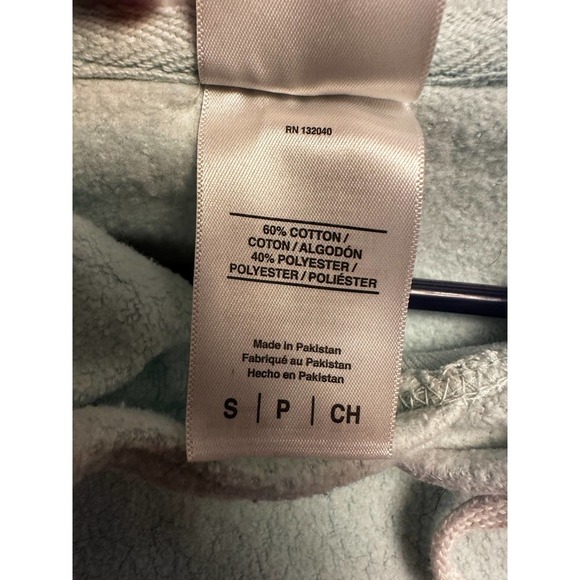 RN 132040
60% COTTON /
COTON / ALGODÓN
40% POLYESTER /
POLYESTER / POLIÉSTER
Made in Pakistan
Fabriqué au Pakistan
Hecho en Pakistan
S | P | CH